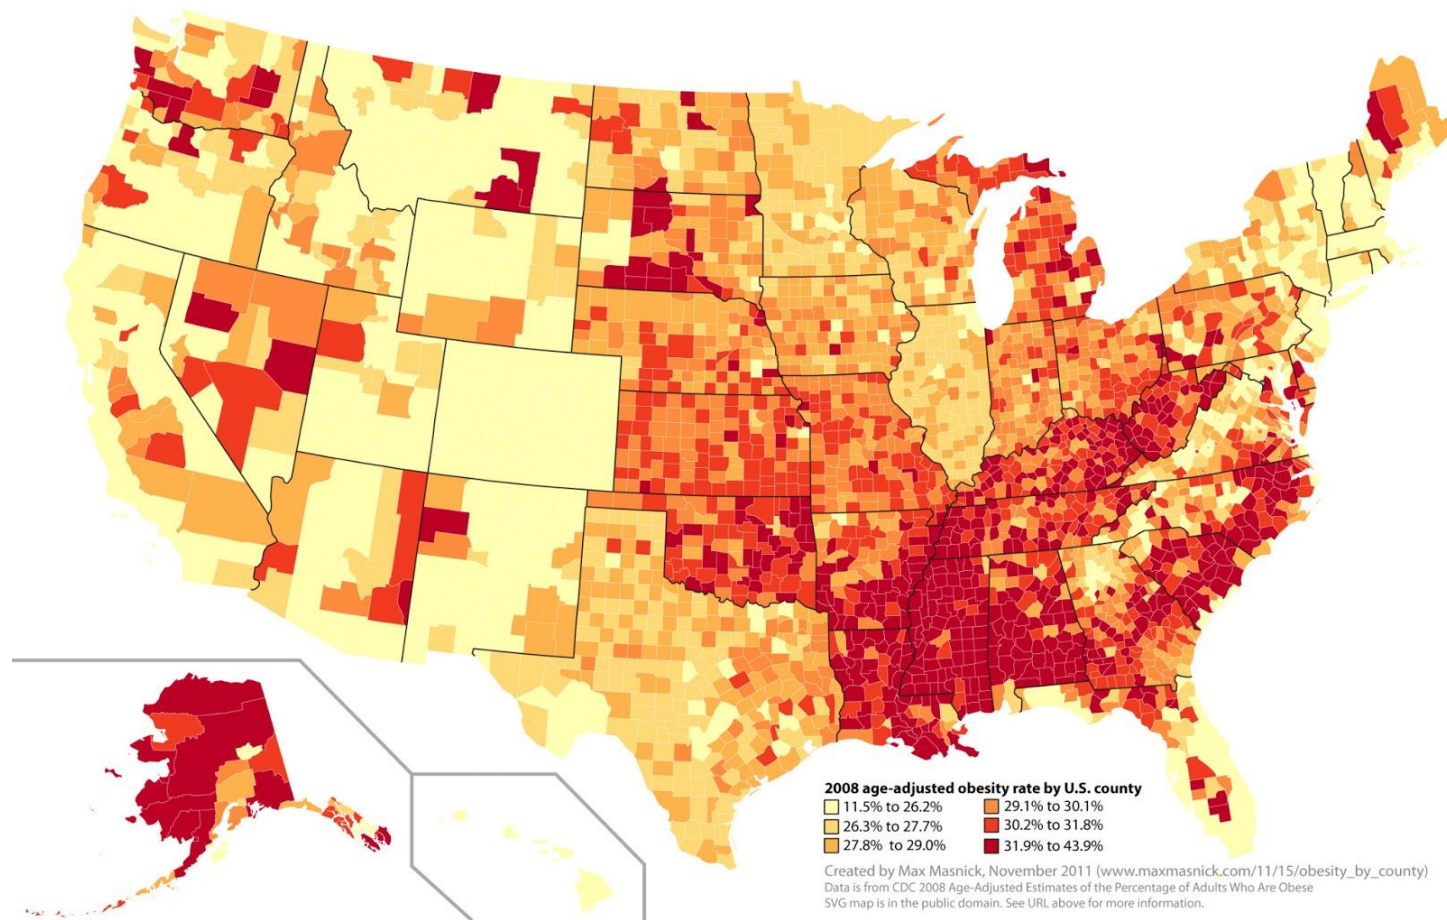 2008 age-adjusted obesity rate by U.S. county
11.5% to 26.2%
26.3% to 27.7%
27.8% to 29.0%
29.1% to 30.1%
30.2% to 31.8%
31.9% to 43.9%
Created by Max Masnick, November 2011 (www.maxmasnick.com/11/15/obesity_by_county)
Data is from CDC 2008 Age-Adjusted Estimates of the Percentage of Adults Who Are Obese
SVG map is in the public domain. See URL above for more information.